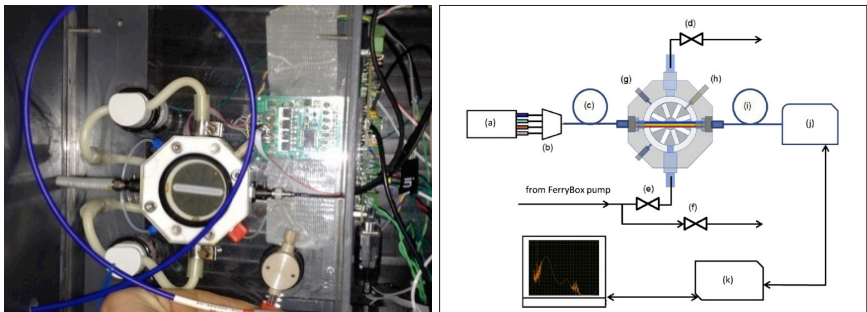 (d)
(g)
(h)
(c)
(i)
(a)
(j)
(b)
from FerryBox pump
(e)
(f)
(k)